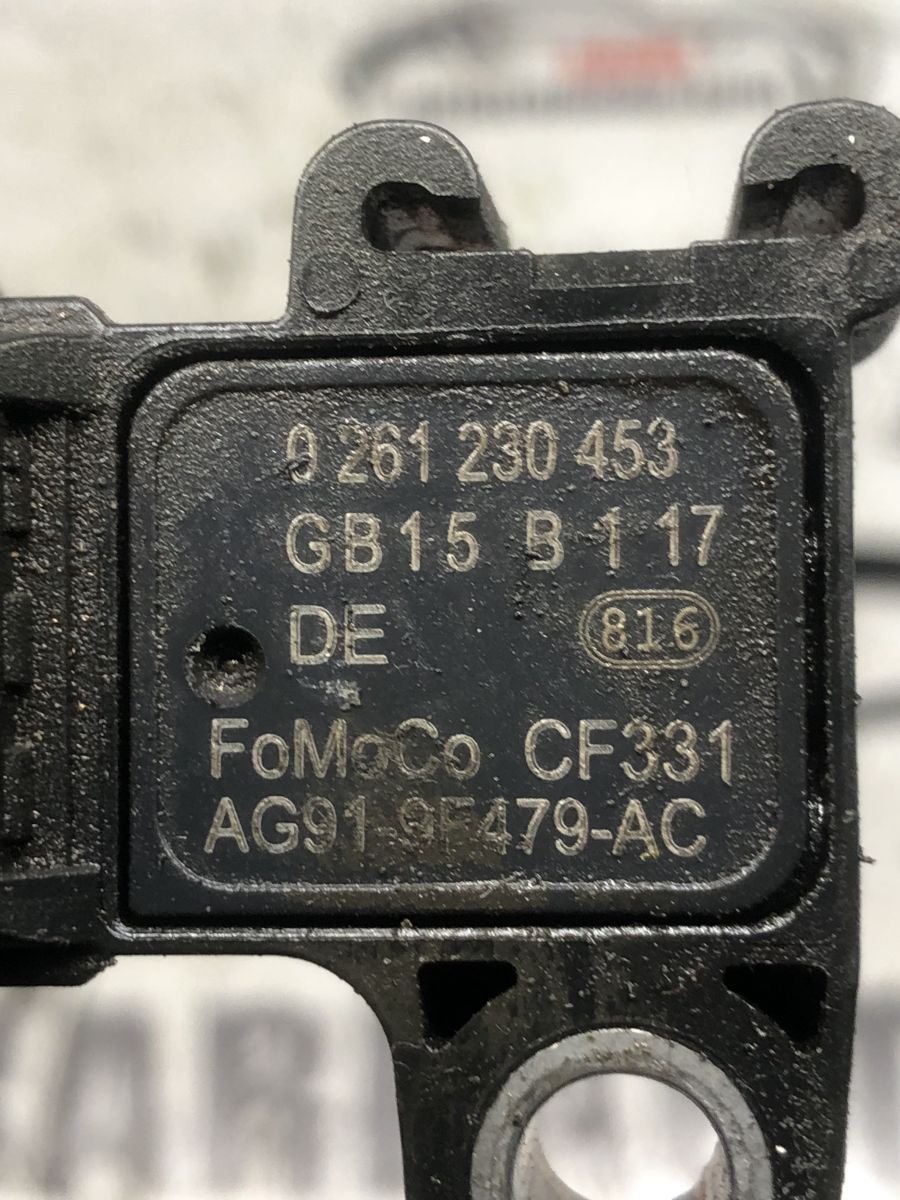 0 261 230 453
GB15 B 1 17
DE 816
FoMoCo CF331
AG91-9F479-AC